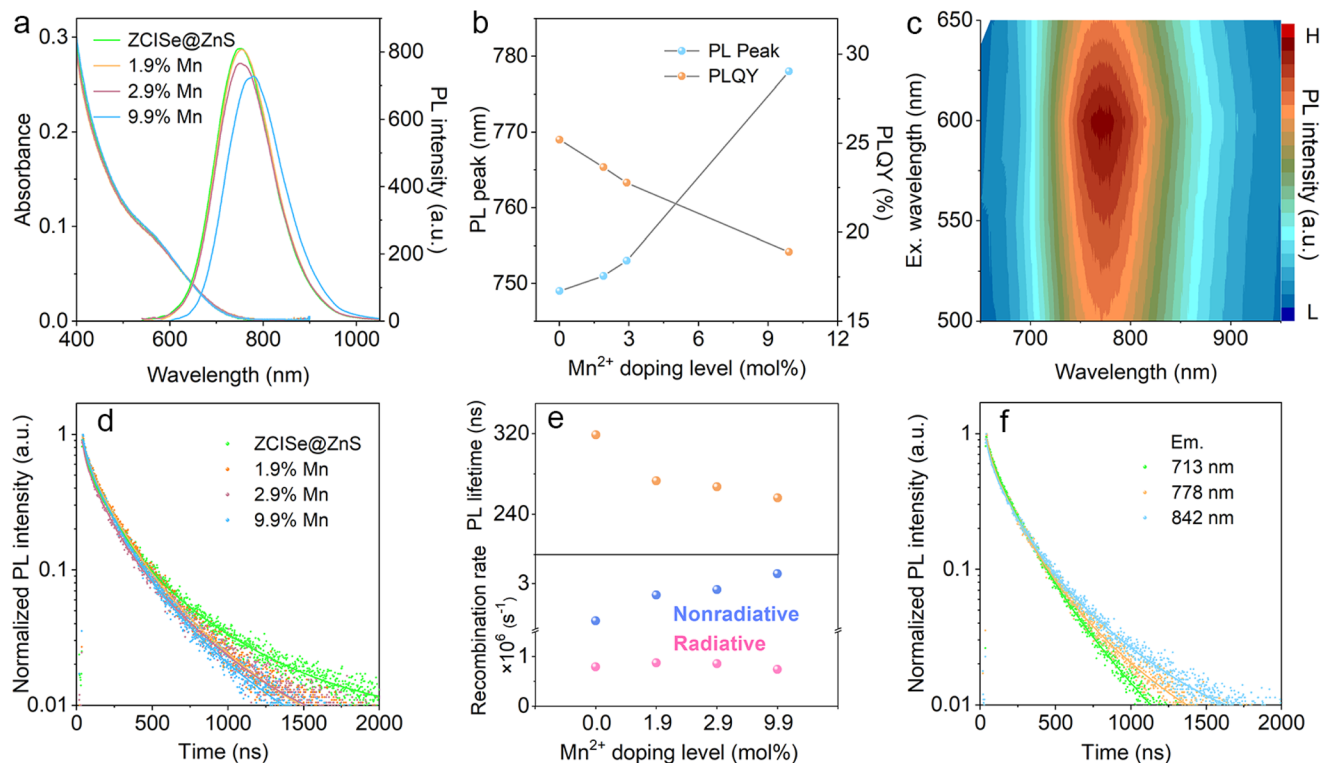 a
Absorbance
0.3
0.2
0.1
0.0
ZCISe@ZnS
1.9% Mn
2.9% Mn
9.9% Mn
800
600
400
200
0
PL intensity (a.u.)
400
600
800
1000
Wavelength (nm)
b
PL peak (nm)
780
770
760
750
PL Peak
PLQY
30
25
20
15
PLQY (%)
0
3
6
9
12
Mn²⁺ doping level (mol%)
c
Ex. wavelength (nm)
650
600
550
500
H
L
PL intensity (a.u.)
700
800
900
Wavelength (nm)
d
Normalized PL intensity (a.u.)
1
0.1
0.01
ZCISe@ZnS
1.9% Mn
2.9% Mn
9.9% Mn
0
500
1000
1500
2000
Time (ns)
e
PL lifetime (ns)
320
240
Recombination rate
×10⁶ (s⁻¹)
3
1
0
Nonradiative
Radiative
0.0
1.9
2.9
9.9
Mn²⁺ doping level (mol%)
f
Normalized PL intensity (a.u.)
1
0.1
0.01
Em.
713 nm
778 nm
842 nm
0
500
1000
1500
2000
Time (ns)